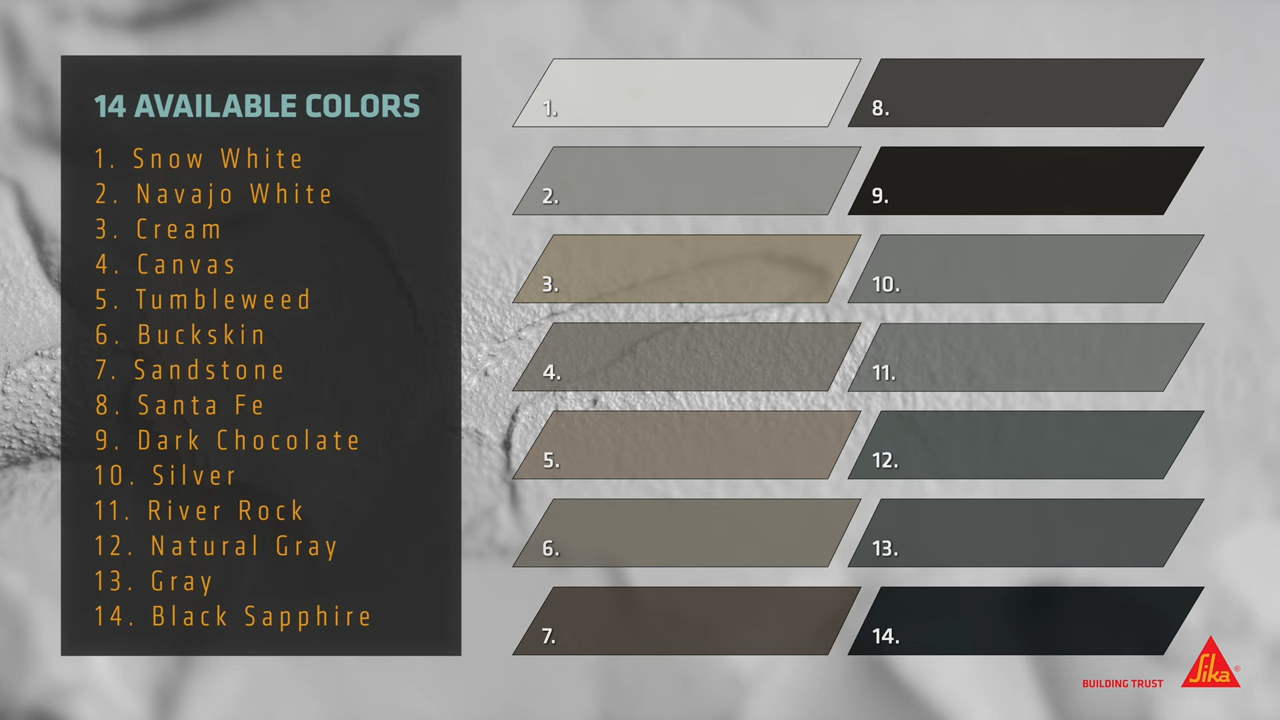 14 AVAILABLE COLORS
1. Snow White
2. Navajo White
3. Cream
4. Canvas
5. Tumbleweed
6. Buckskin
7. Sandstone
8. Santa Fe
9. Dark Chocolate
10. Silver
11. River Rock
12. Natural Gray
13. Gray
14. Black Sapphire
1.
2.
3.
4.
5.
6.
7.
8.
9.
10.
11.
12.
13.
14.
BUILDING TRUST
Sika®